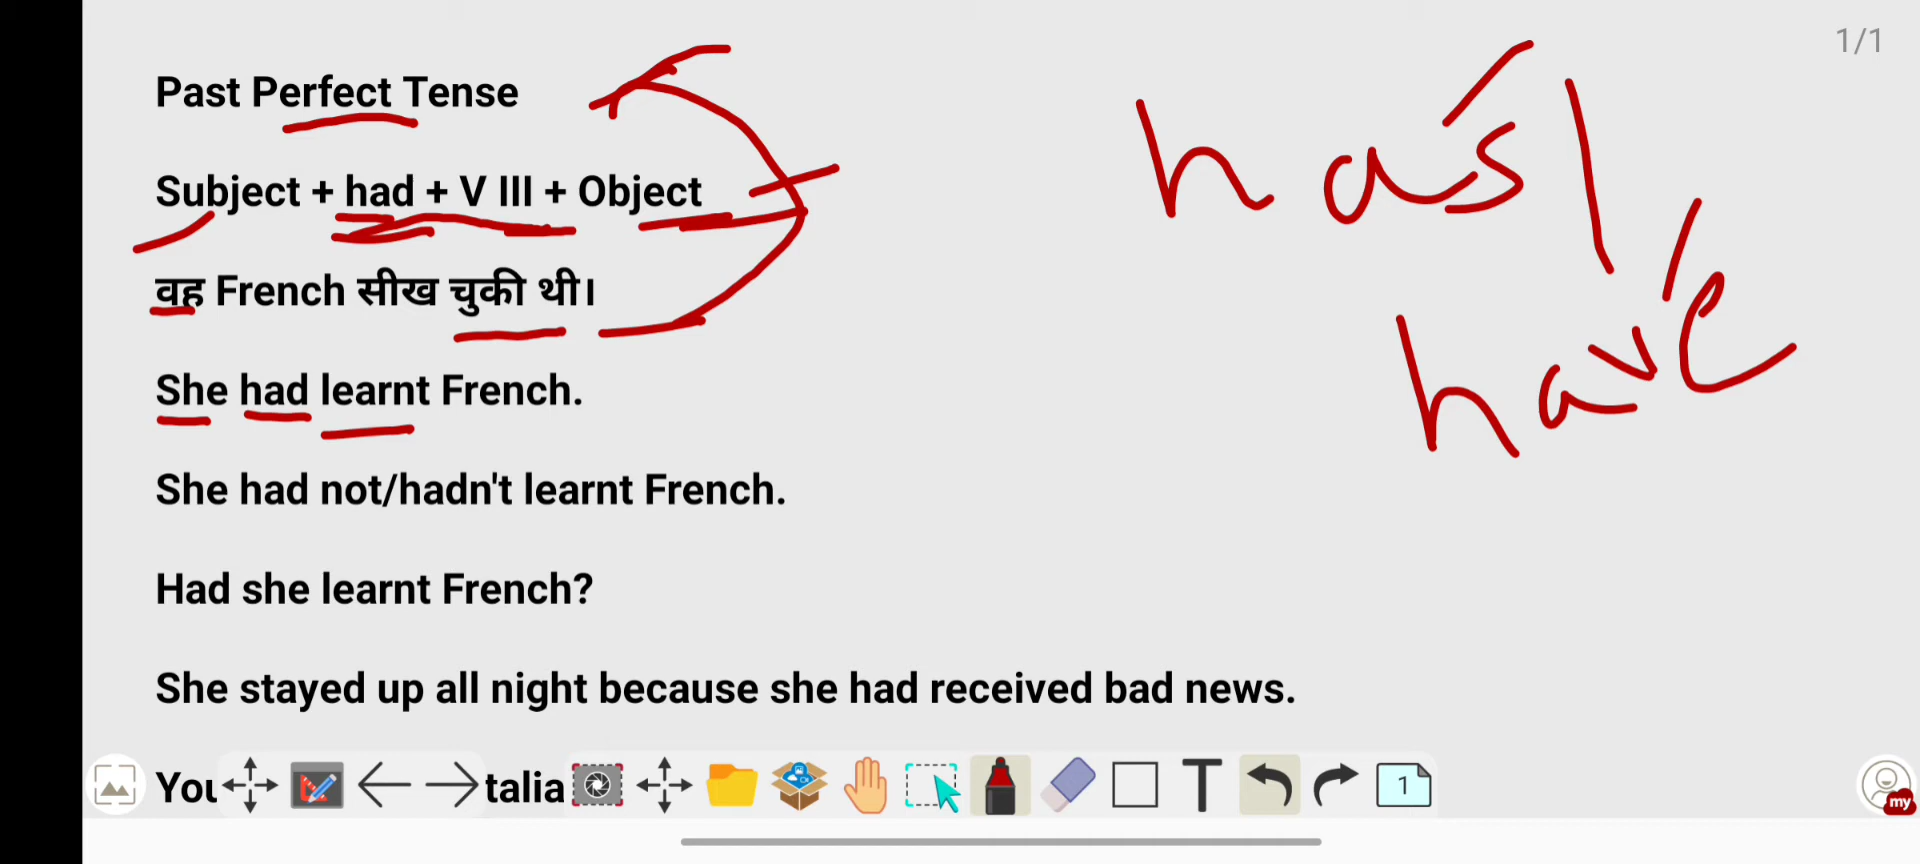 1/1
Past Perfect Tense
Subject + had + V III + Object
वह French सीख चुकी थी।
She had learnt French.
She had not/hadn't learnt French.
Had she learnt French?
She stayed up all night because she had received bad news.
has/
have
T
1
my